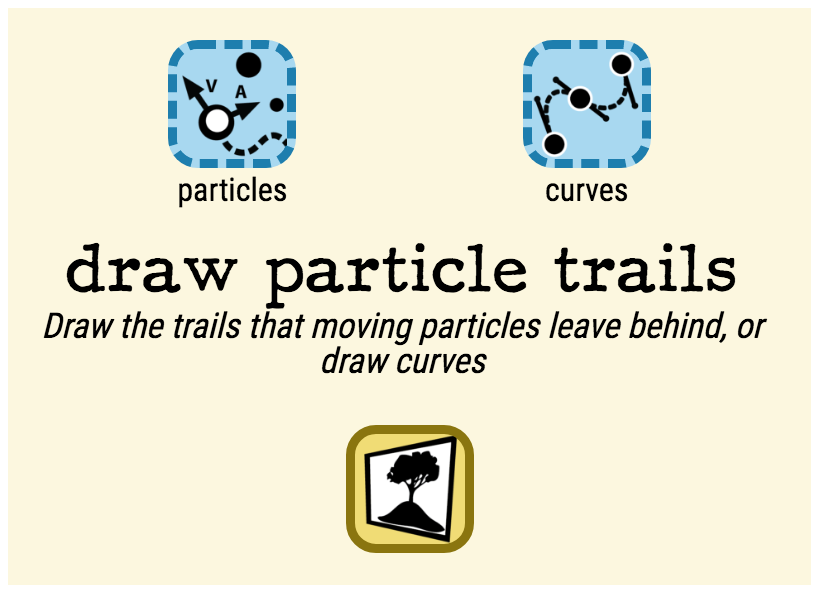 V
A
particles
curves
draw particle trails
Draw the trails that moving particles leave behind, or
draw curves